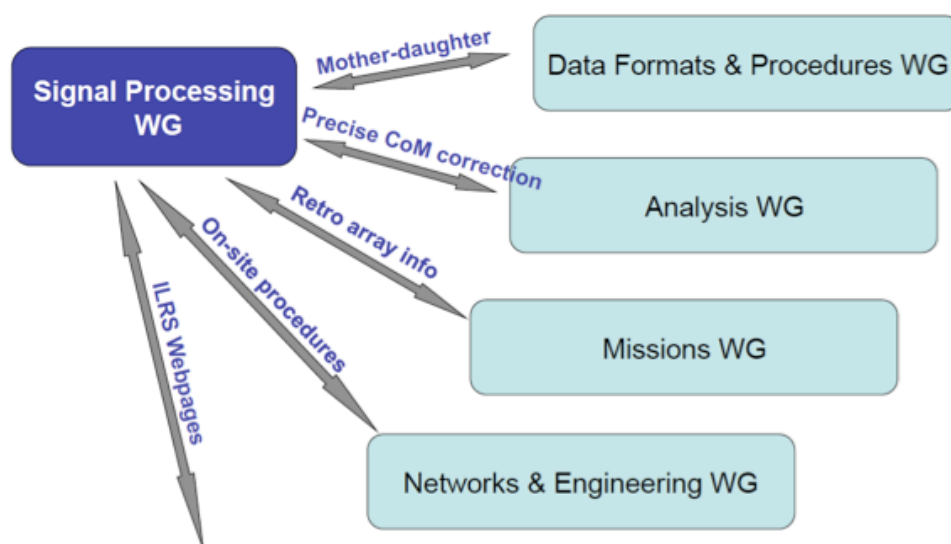 Signal Processing
WG
Mother-daughter
Data Formats & Procedures WG
Precise CoM correction
Analysis WG
Retro array info
Missions WG
On-site procedures
Networks & Engineering WG
ILRS Webpages